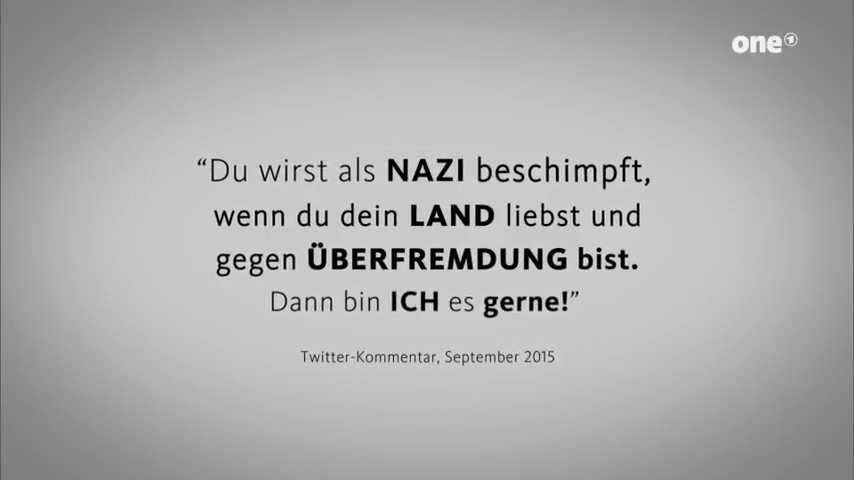 one
“Du wirst als NAZI beschimpft,
wenn du dein LAND liebst und
gegen ÜBERFREMDUNG bist.
Dann bin ICH es gerne!”
Twitter-Kommentar, September 2015